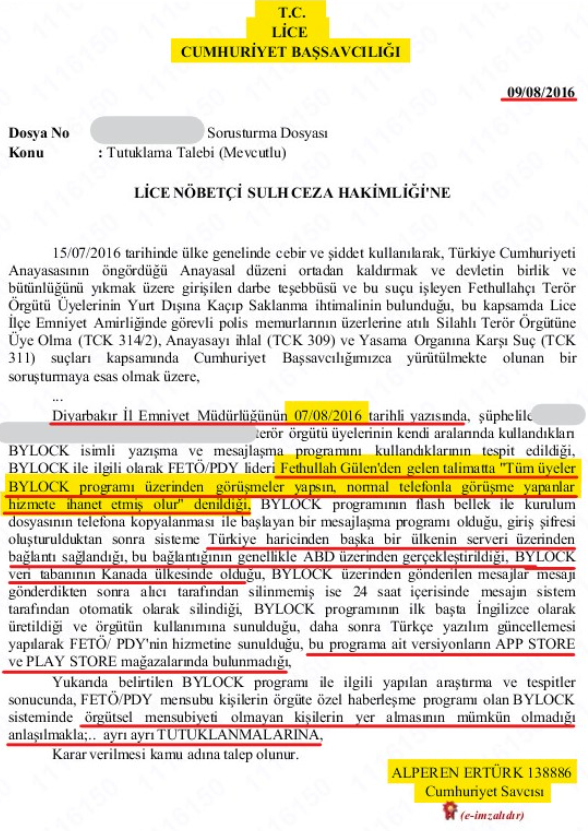 T.C.
LİCE
CUMHURİYET BAŞSAVCILIĞI
09/08/2016
Dosya No Sorusturma Dosyası
Konu : Tutuklama Talebi (Mevcutlu)
LİCE NÖBETÇİ SULH CEZA HAKİMLİĞİ'NE
15/07/2016 tarihinde ülke genelinde cebir ve şiddet kullanılarak, Türkiye Cumhuriyeti
Anayasasının öngördüğü Anayasal düzeni ortadan kaldırmak ve devletin birlik ve
bütünlüğünü yıkmak üzere girişilen darbe teşebbüsü ve bu suçu işleyen Fethullahçı Terör
Örgütü Üyelerinin Yurt Dışına Kaçıp Saklanma ihtimalinin bulunduğu, bu kapsamda Lice
İlçe Emniyet Amirliğinde görevli polis memurlarının üzerlerine atılı Silahlı Terör Örgütüne
Üye Olma (TCK 314/2), Anayasayı ihlal (TCK 309) ve Yasama Organına Karşı Suç (TCK
311) suçları kapsamında Cumhuriyet Başsavcılığımızca yürütülmekte olunan bir
soruşturmaya esas olmak üzere,
...
Diyarbakır İl Emniyet Müdürlüğünün 07/08/2016 tarihli yazısında, şüphelile
terör örgütü üyelerinin kendi aralarında kullandıkları
BYLOCK isimli yazışma ve mesajlaşma programını kullandıklarının tespit edildiği,
BYLOCK ile ilgili olarak FETÖ/PDY lideri Fethullah Gülen'den gelen talimatta "Tüm üyeler
BYLOCK programı üzerinden görüşmeler yapsın, normal telefonla görüşme yapanlar
hizmete ihanet etmiş olur" denildiği, BYLOCK programının flash bellek ile kurulum
dosyasının telefona kopyalanması ile başlayan bir mesajlaşma programı olduğu, giriş şifresi
oluşturulduktan sonra sisteme Türkiye haricinden başka bir ülkenin serveri üzerinden
bağlantı sağlandığı, bu bağlantığının genellikle ABD üzerinden gerçekleştirildiği, BYLOCK
veri tabanının Kanada ülkesinde olduğu, BYLOCK üzerinden gönderilen mesajlar mesajı
gönderdikten sonra alıcı tarafından silinmemiş ise 24 saat içerisinde mesajın sistem
tarafından otomatik olarak silindiği, BYLOCK programının ilk başta İngilizce olarak
üretildiği ve örgütün kullanımına sunulduğu, daha sonra Türkçe yazılım güncellemesi
yapılarak FETÖ/ PDY'nin hizmetine sunulduğu, bu programa ait versiyonların APP STORE
ve PLAY STORE mağazalarında bulunmadığı,
Yukarıda belirtilen BYLOCK programı ile ilgili yapılan araştırma ve tespitler
sonucunda, FETÖ/PDY mensubu kişilerin örgüte özel haberleşme programı olan BYLOCK
sisteminde örgütsel mensubiyeti olmayan kişilerin yer almasının mümkün olmadığı
anlaşılmakla;.. ayrı ayrı TUTUKLANMALARINA,
Karar verilmesi kamu adına talep olunur.
ALPEREN ERTÜRK 138886
Cumhuriyet Savcısı
(e-imzalıdır)